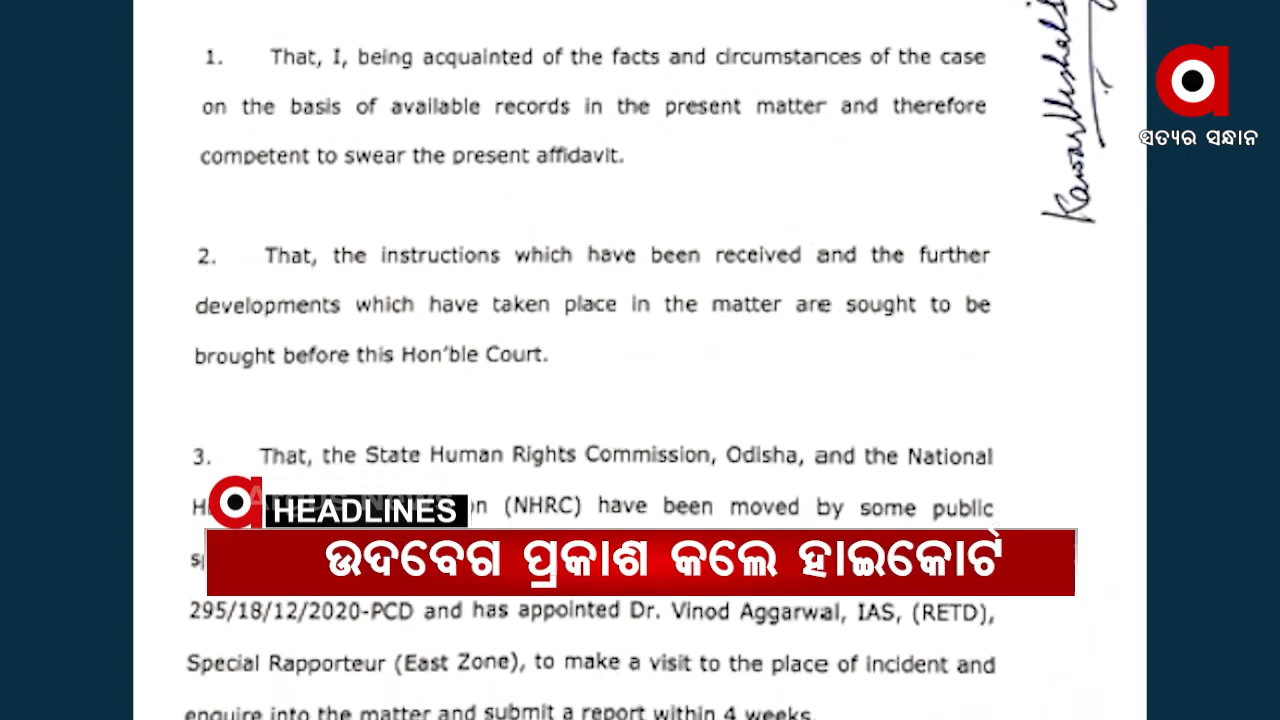 1. That, I, being acquainted of the facts and circumstances of the case
on the basis of available records in the present matter and therefore
competent to swear the present affidavit.
ସତ୍ୟର ସନ୍ଧାନ
2. That, the instructions which have been received and the further
developments which have taken place in the matter are sought to be
brought before this Hon'ble Court.
3. That, the State Human Rights Commission, Odisha, and the National
(NHRC) have been moved by some public
HEADLINES
ଉଦବେଗ ପ୍ରକାଶ କଲେ ହାଇକୋର୍ଟ
295/18/12/2020-PCD and has appointed Dr. Vinod Aggarwal, IAS, (RETD),
Special Rapporteur (East Zone), to make a visit to the place of incident and
enquire into the matter and submit a report within 4 weeks.